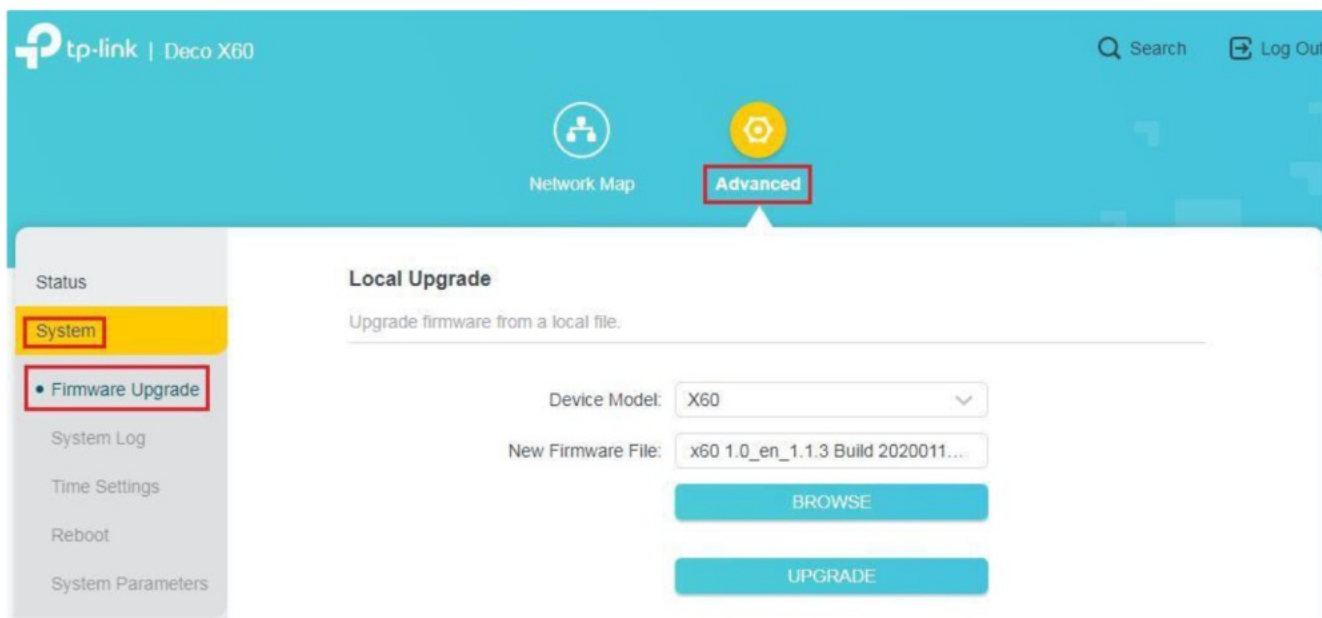 tp-link | Deco X60
Search
Log Out
Network Map
Advanced
Status
System
Firmware Upgrade
System Log
Time Settings
Reboot
System Parameters
Local Upgrade
Upgrade firmware from a local file.
Device Model: X60
New Firmware File: x60 1.0_en_1.1.3 Build 2020011...
BROWSE
UPGRADE